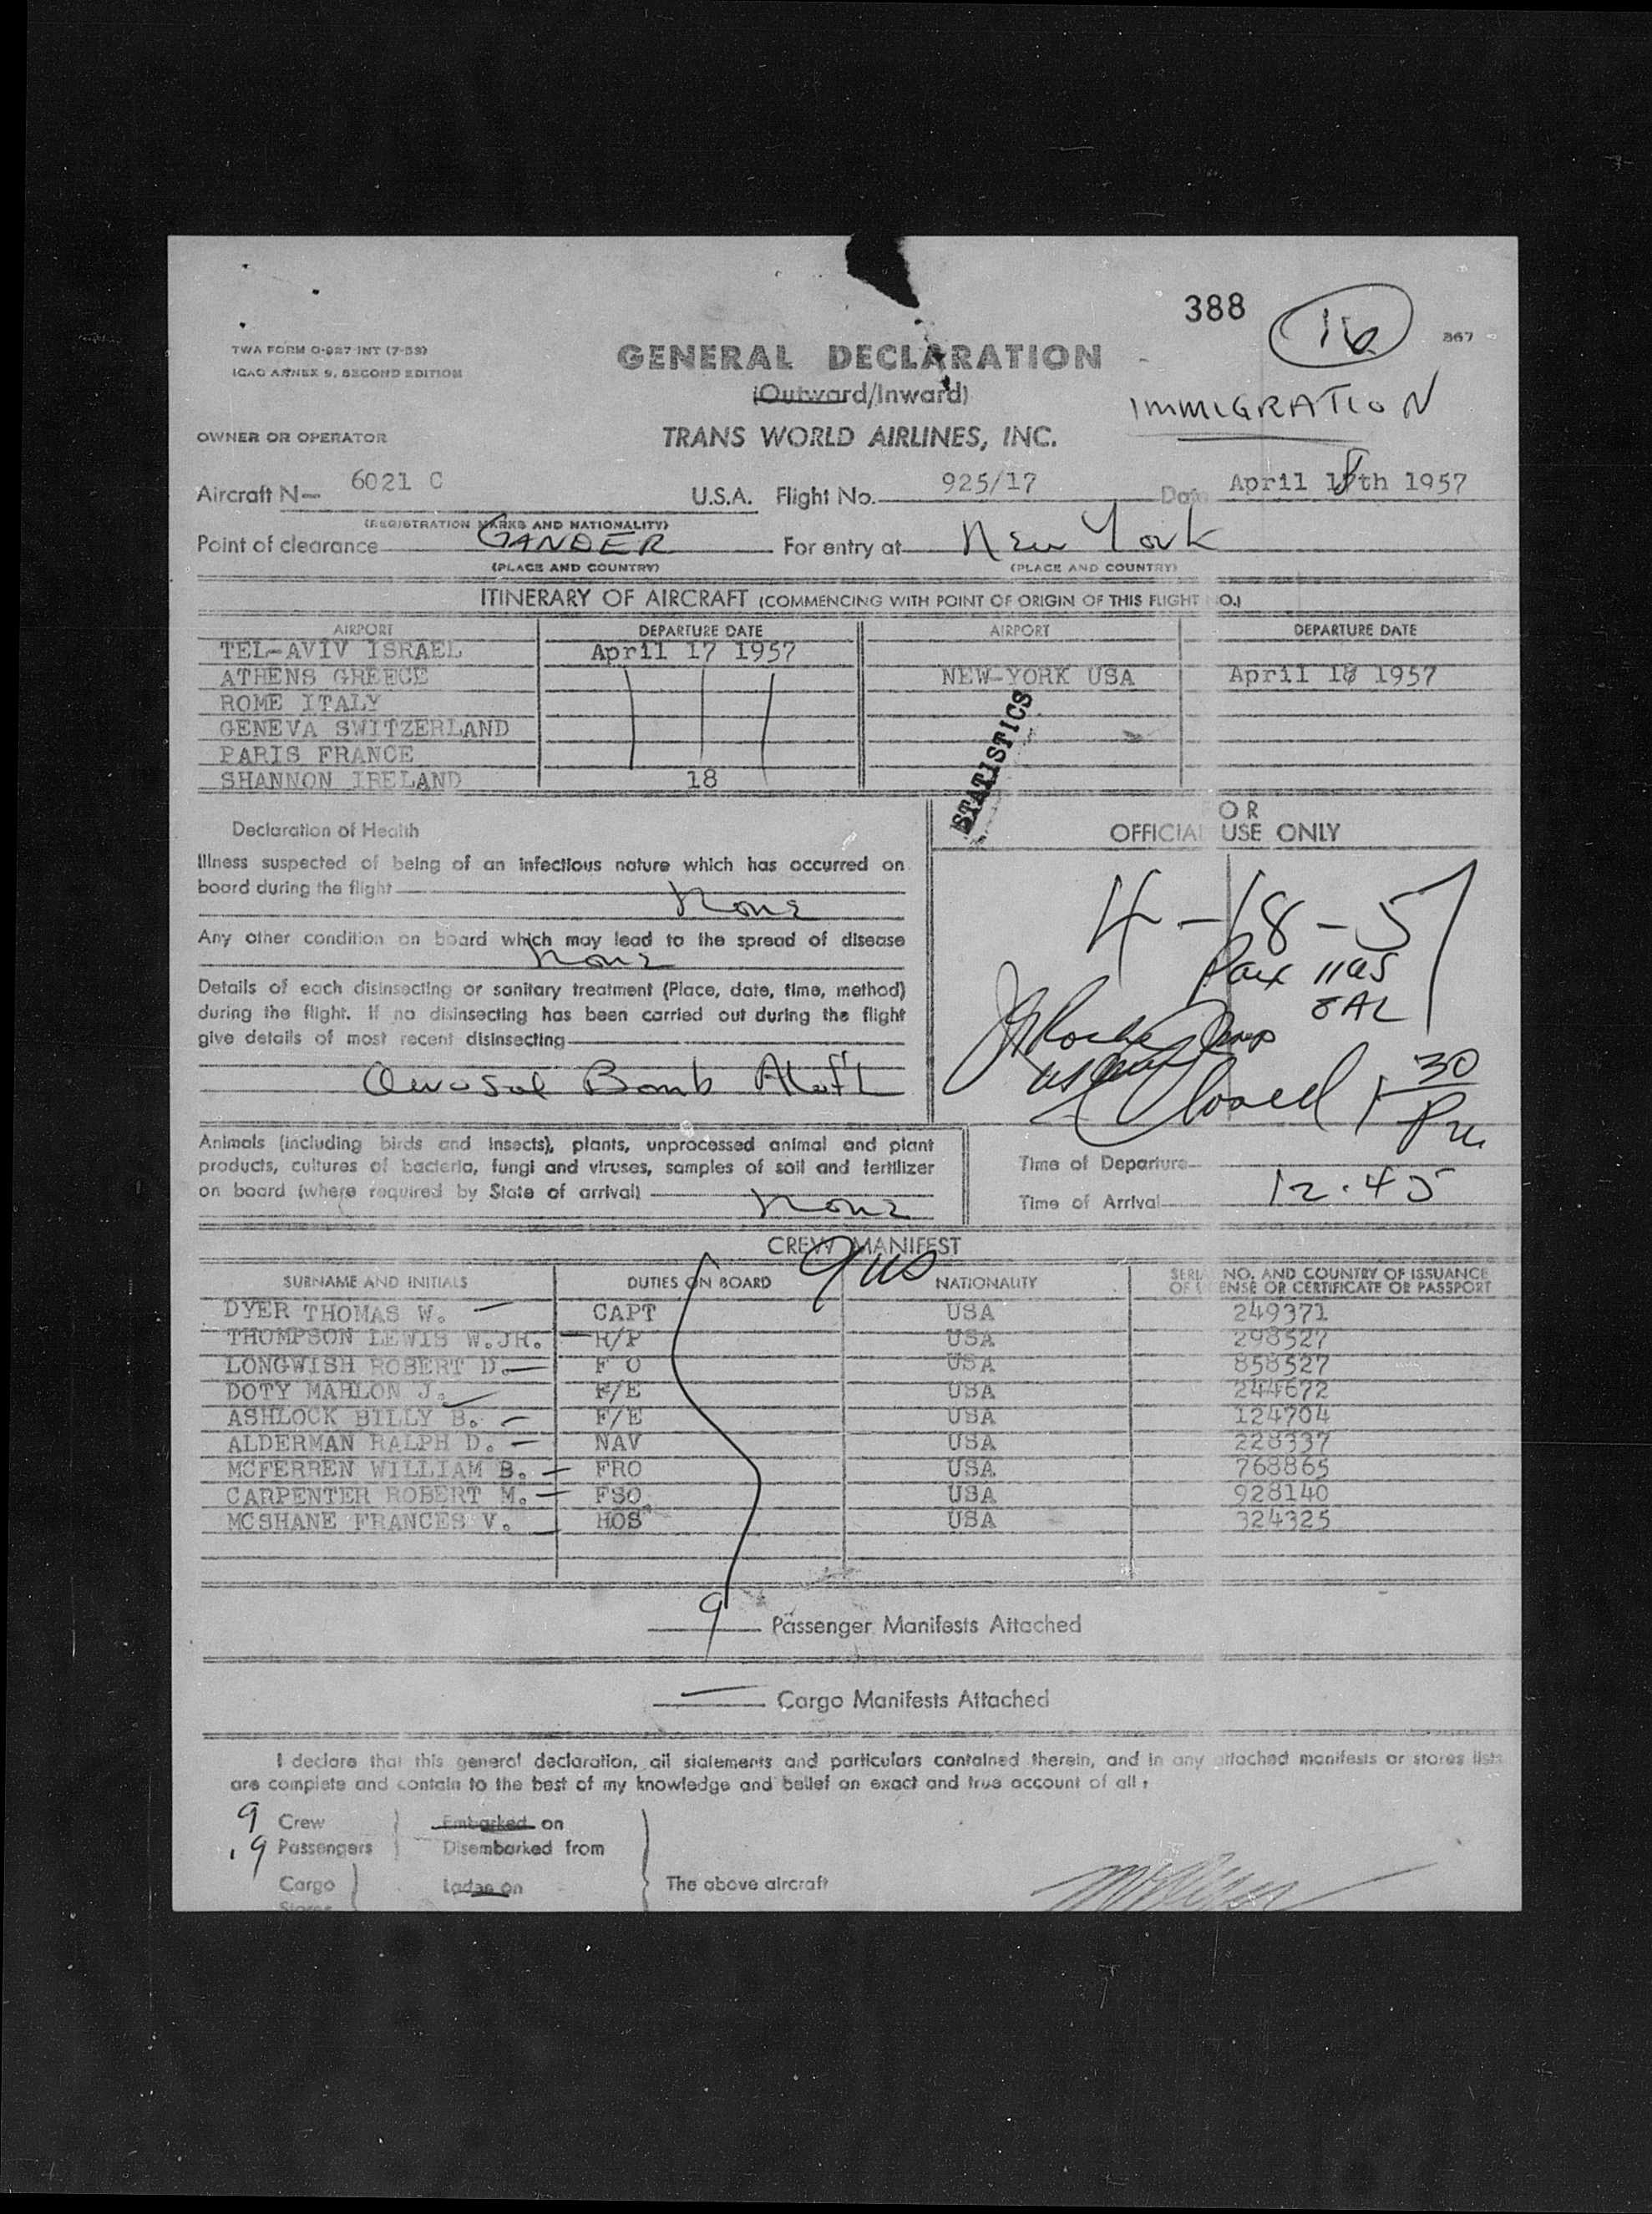 388
16
867
TWA FORM O-927-INT (7-53)
ICAO ANNEX 9, SECOND EDITION
GENERAL DECLARATION
(Outward/Inward)
IMMIGRATION
OWNER OR OPERATOR
TRANS WORLD AIRLINES, INC.
Aircraft N— 6021 C U.S.A. Flight No. 925/17 Date April 18th 1957
(REGISTRATION MARKS AND NATIONALITY)
Point of clearance GANDER For entry at New York
(PLACE AND COUNTRY) (PLACE AND COUNTRY)
ITINERARY OF AIRCRAFT (COMMENCING WITH POINT OF ORIGIN OF THIS FLIGHT NO.)
AIRPORT DEPARTURE DATE AIRPORT DEPARTURE DATE
TEL-AVIV ISRAEL April 17 1957
ATHENS GREECE NEW-YORK USA April 18 1957
ROME ITALY
GENEVA SWITZERLAND
PARIS FRANCE
SHANNON IRELAND 18
STATISTICS
Declaration of Health
FOR
OFFICIAL USE ONLY
Illness suspected of being of an infectious nature which has occurred on
board during the flight
None
Any other condition on board which may lead to the spread of disease
None
Details of each disinsecting or sanitary treatment (Place, date, time, method)
during the flight. If no disinsecting has been carried out during the flight
give details of most recent disinsecting
Aerosol Bomb Aloft
4-18-57
Pax
Closed 1 30 Pm
Animals (including birds and insects), plants, unprocessed animal and plant
products, cultures of bacteria, fungi and viruses, samples of soil and fertilizer
on board (where required by State of arrival)
None
Time of Departure
Time of Arrival 12.45
CREW MANIFEST
9 US
SURNAME AND INITIALS DUTIES ON BOARD NATIONALITY SERIAL NO. AND COUNTRY OF ISSUANCE
OF LICENSE OR CERTIFICATE OR PASSPORT
DYER THOMAS W. CAPT USA 249371
THOMPSON LEWIS W.JR. R/P USA 298527
LONGWISH ROBERT D. F O USA 858527
DOTY MAHLON J. F/E USA 244672
ASHLOCK BILLY B. F/E USA 124704
ALDERMAN RALPH D. NAV USA 228337
MCFERREN WILLIAM B. FRO USA 768865
CARPENTER ROBERT M. FSO USA 928140
MCSHANE FRANCES V. HOS USA 324325
9 Passenger Manifests Attached
Cargo Manifests Attached
I declare that this general declaration, all statements and particulars contained therein, and in any attached manifests or stores lists
are complete and contain to the best of my knowledge and belief an exact and true account of all :
9 Crew Embarked on
9 Passengers Disembarked from
Cargo Laden on The above aircraft
Stores